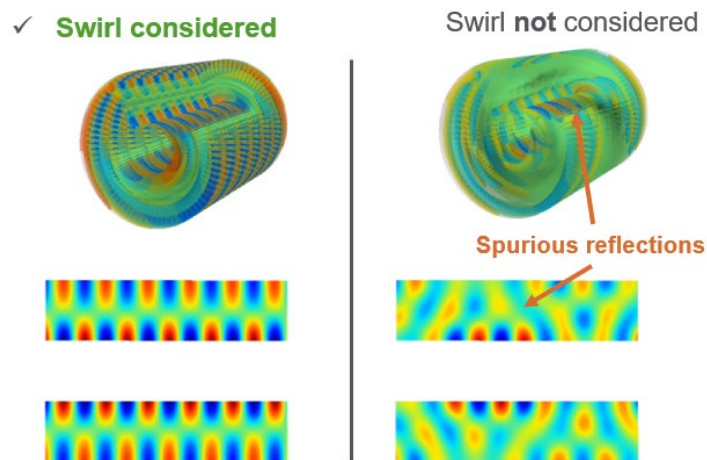 ✓ Swirl considered
Swirl not considered
Spurious reflections